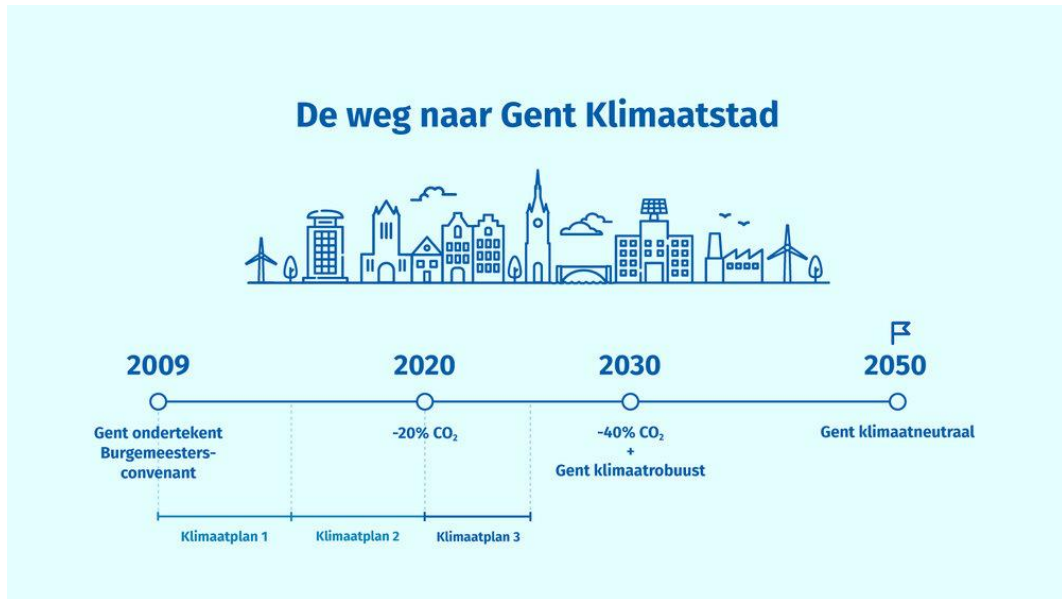 De weg naar Gent Klimaatstad
2009
2020
2030
2050
Gent ondertekent
Burgemeesters-
convenant
-20% CO₂
-40% CO₂
+
Gent klimaatrobuust
Gent klimaatneutraal
Klimaatplan 1
Klimaatplan 2
Klimaatplan 3